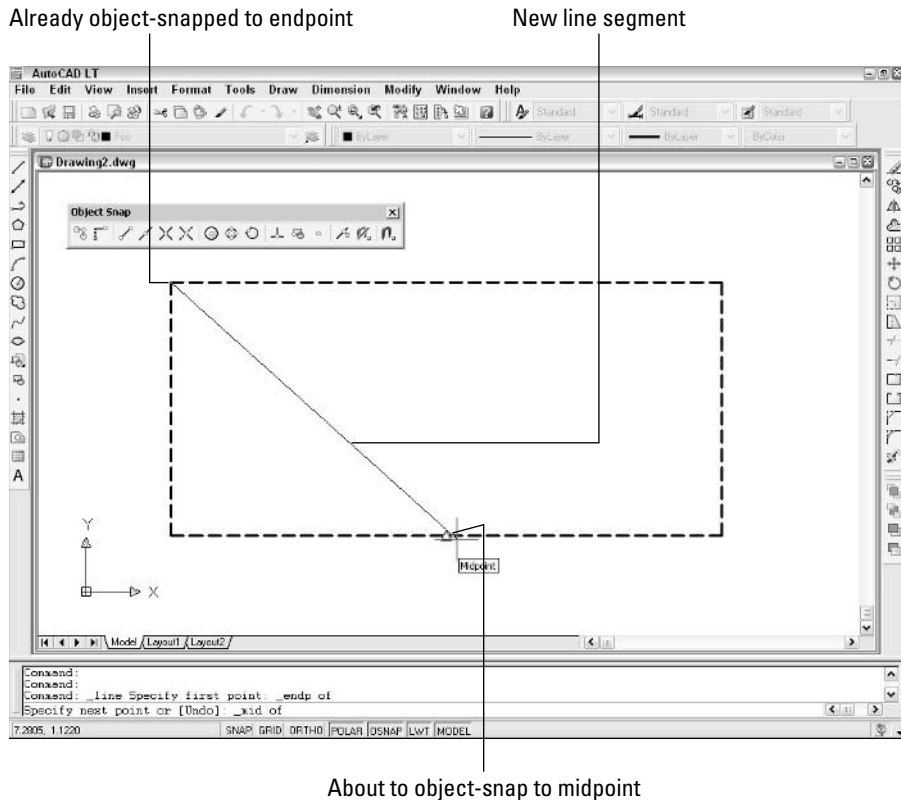 Already object-snapped to endpoint
New line segment
AutoCAD LT
File Edit View Insert Format Tools Draw Dimension Modify Window Help
Standard Standard Standard
Foo ByLayer ByLayer ByLayer ByColor
Drawing2.dwg
Object Snap
A
Y
Midpoint
X
Model Layout1 Layout2
Command:
Command:
Command: _line Specify first point: _endp of
Specify next point or [Undo]: _mid of
7.2805, 1.1220 SNAP GRID ORTHO POLAR OSNAP LWT MODEL
About to object-snap to midpoint